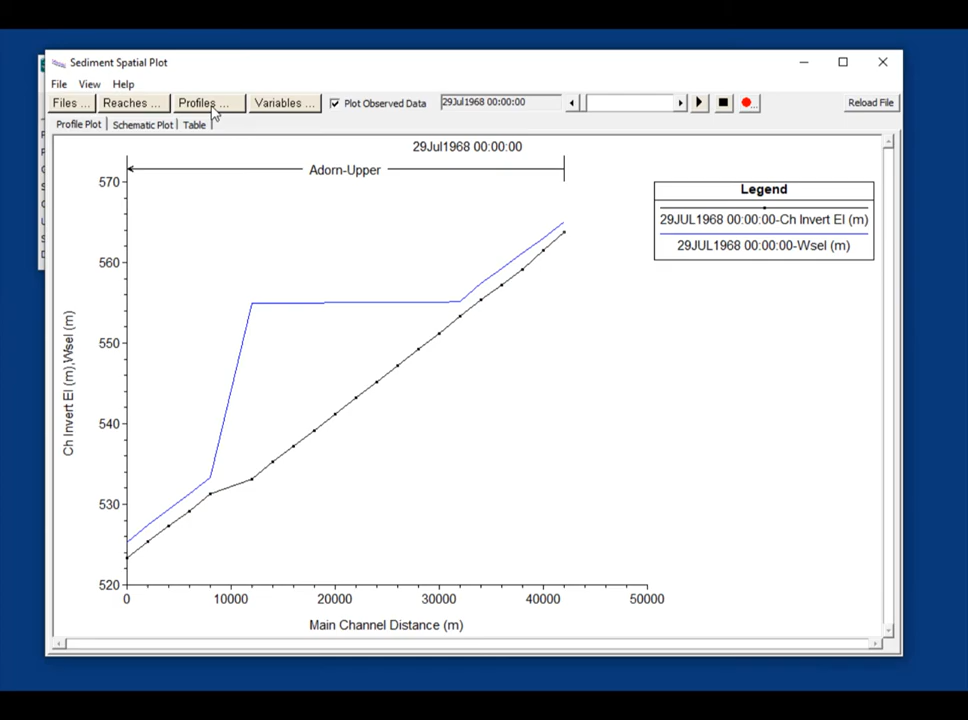 Sediment Spatial Plot
File View Help
Files ... Reaches ... Profiles ... Variables ... Plot Observed Data 29Jul1968 00:00:00 Reload File
Profile Plot Schematic Plot Table
29Jul1968 00:00:00
Adorn-Upper
Legend
29JUL1968 00:00:00-Ch Invert El (m)
29JUL1968 00:00:00-Wsel (m)
570
560
550
540
530
520
Ch Invert El (m),Wsel (m)
0 10000 20000 30000 40000 50000
Main Channel Distance (m)